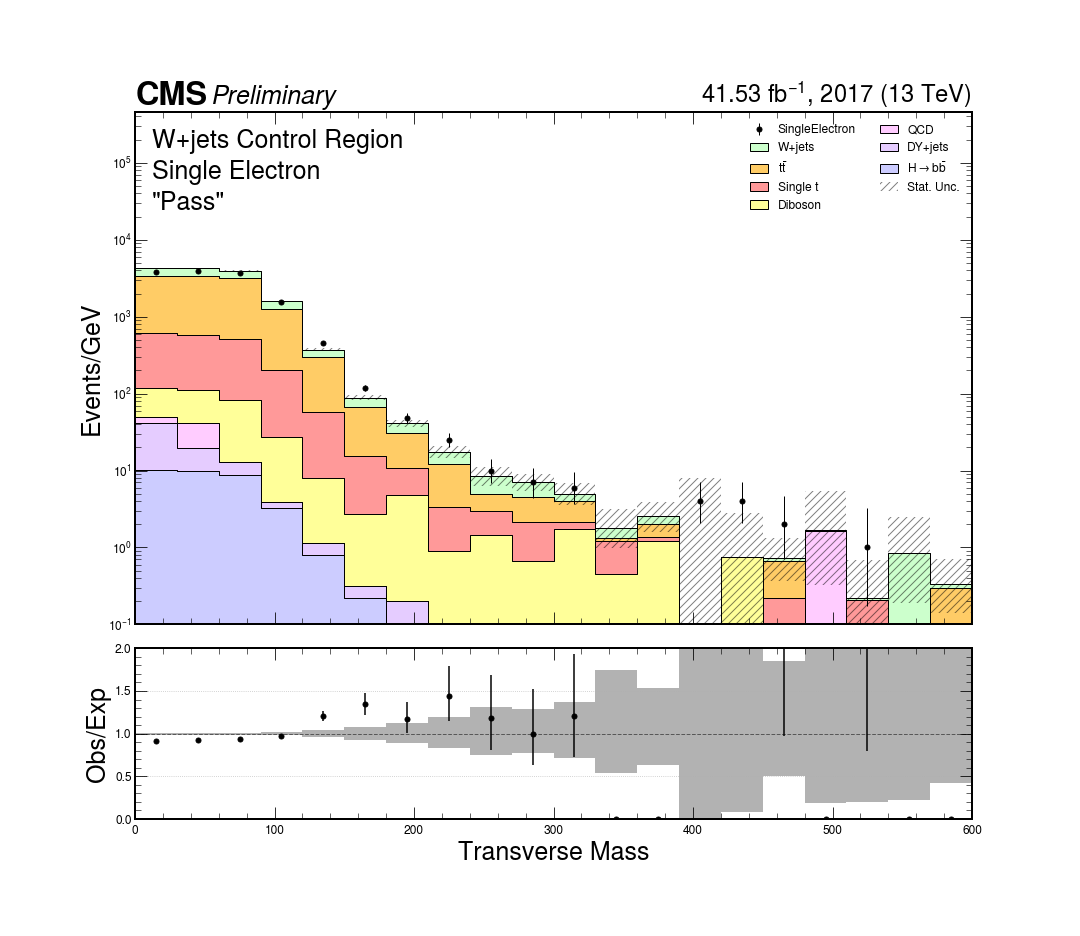 CMS Preliminary
41.53 fb⁻¹, 2017 (13 TeV)
W+jets Control Region
Single Electron
"Pass"
SingleElectron
W+jets
tt̄
Single t
Diboson
QCD
DY+jets
H→bb̄
Stat. Unc.
Events/GeV
10⁵
10⁴
10³
10²
10¹
10⁰
10⁻¹
Obs/Exp
2.0
1.5
1.0
0.5
0.0
0 100 200 300 400 500 600
Transverse Mass